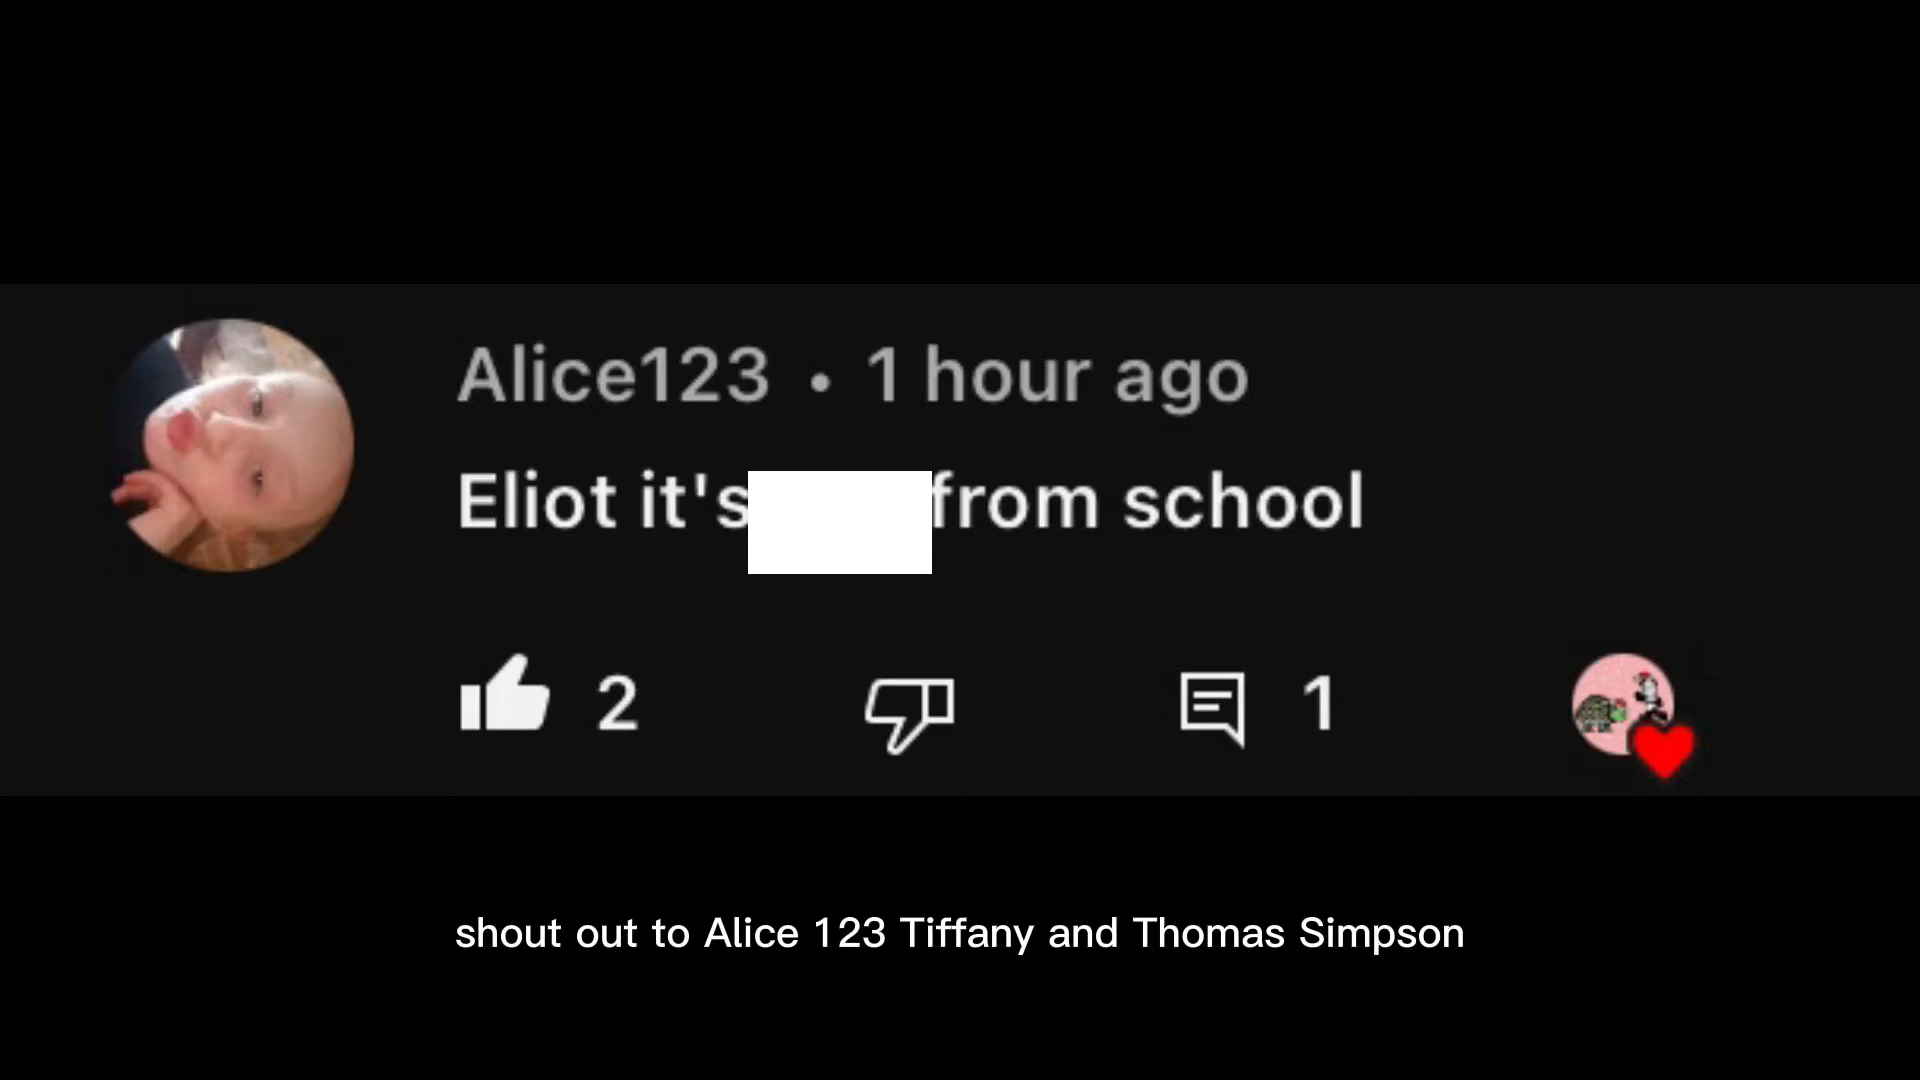 Alice123 • 1 hour ago
Eliot it's from school
2 1
shout out to Alice 123 Tiffany and Thomas Simpson